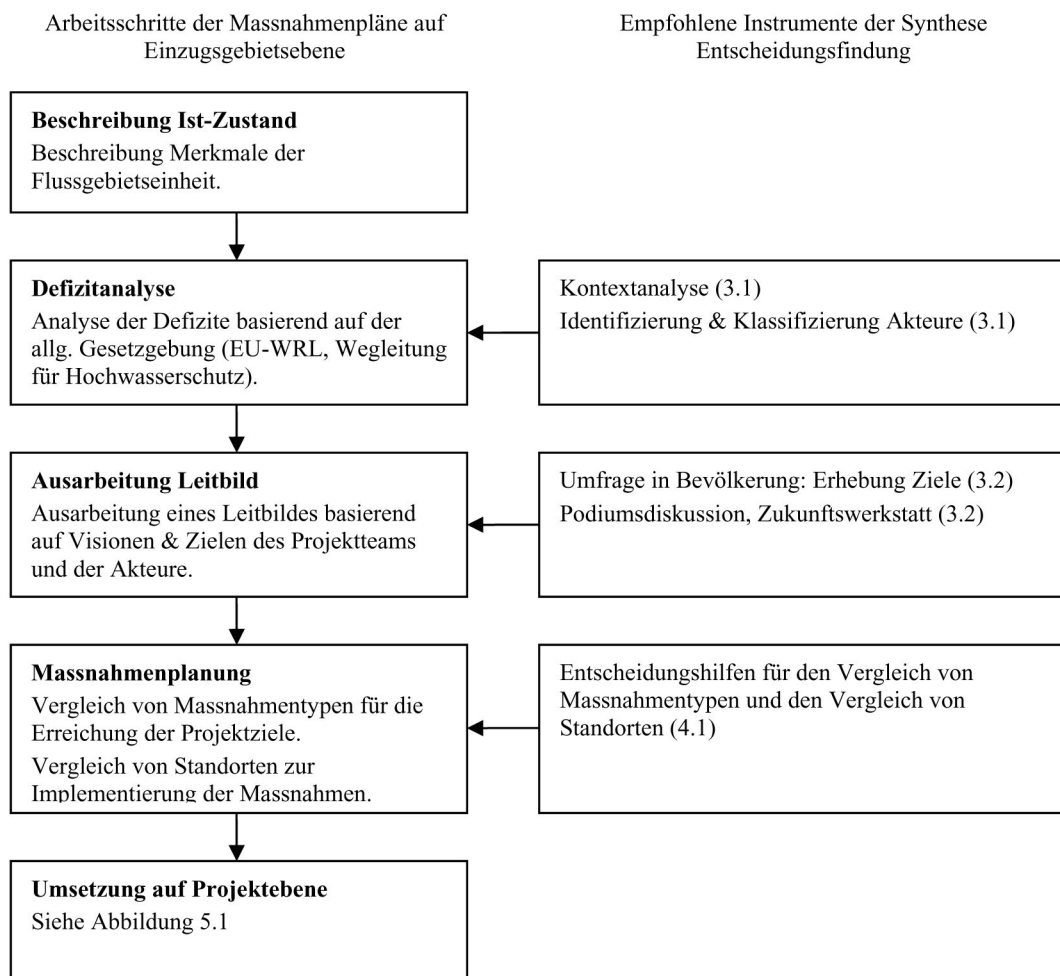 Arbeitsschritte der Massnahmenpläne auf
Einzugsgebietsebene
Empfohlene Instrumente der Synthese
Entscheidungsfindung
Beschreibung Ist-Zustand
Beschreibung Merkmale der
Flussgebietseinheit.
Defizitanalyse
Analyse der Defizite basierend auf der
allg. Gesetzgebung (EU-WRL, Wegleitung
für Hochwasserschutz).
Kontextanalyse (3.1)
Identifizierung & Klassifizierung Akteure (3.1)
Ausarbeitung Leitbild
Ausarbeitung eines Leitbildes basierend
auf Visionen & Zielen des Projektteams
und der Akteure.
Umfrage in Bevölkerung: Erhebung Ziele (3.2)
Podiumsdiskussion, Zukunftswerkstatt (3.2)
Massnahmenplanung
Vergleich von Massnahmentypen für die
Erreichung der Projektziele.
Vergleich von Standorten zur
Implementierung der Massnahmen.
Entscheidungshilfen für den Vergleich von
Massnahmentypen und den Vergleich von
Standorten (4.1)
Umsetzung auf Projektebene
Siehe Abbildung 5.1